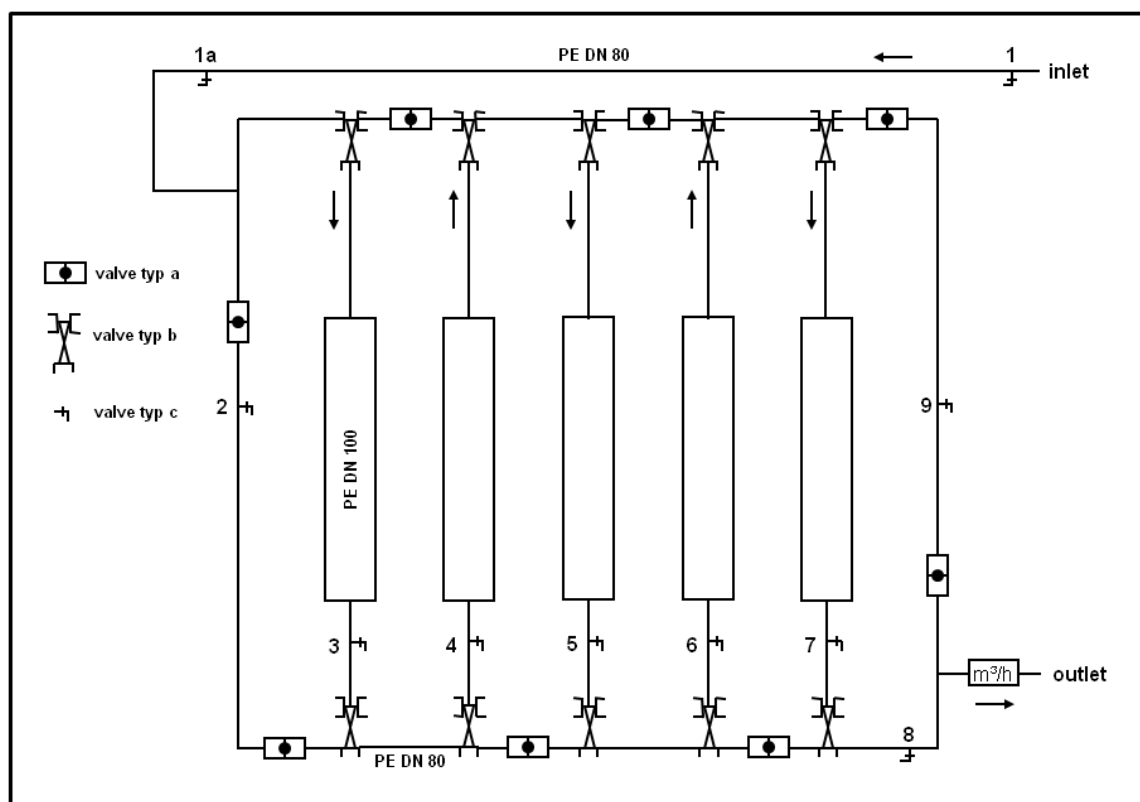 1a
PE DN 80
1
inlet
valve typ a
valve typ b
valve typ c
2
9
PE DN 100
3
4
5
6
7
m³/h
outlet
8
PE DN 80